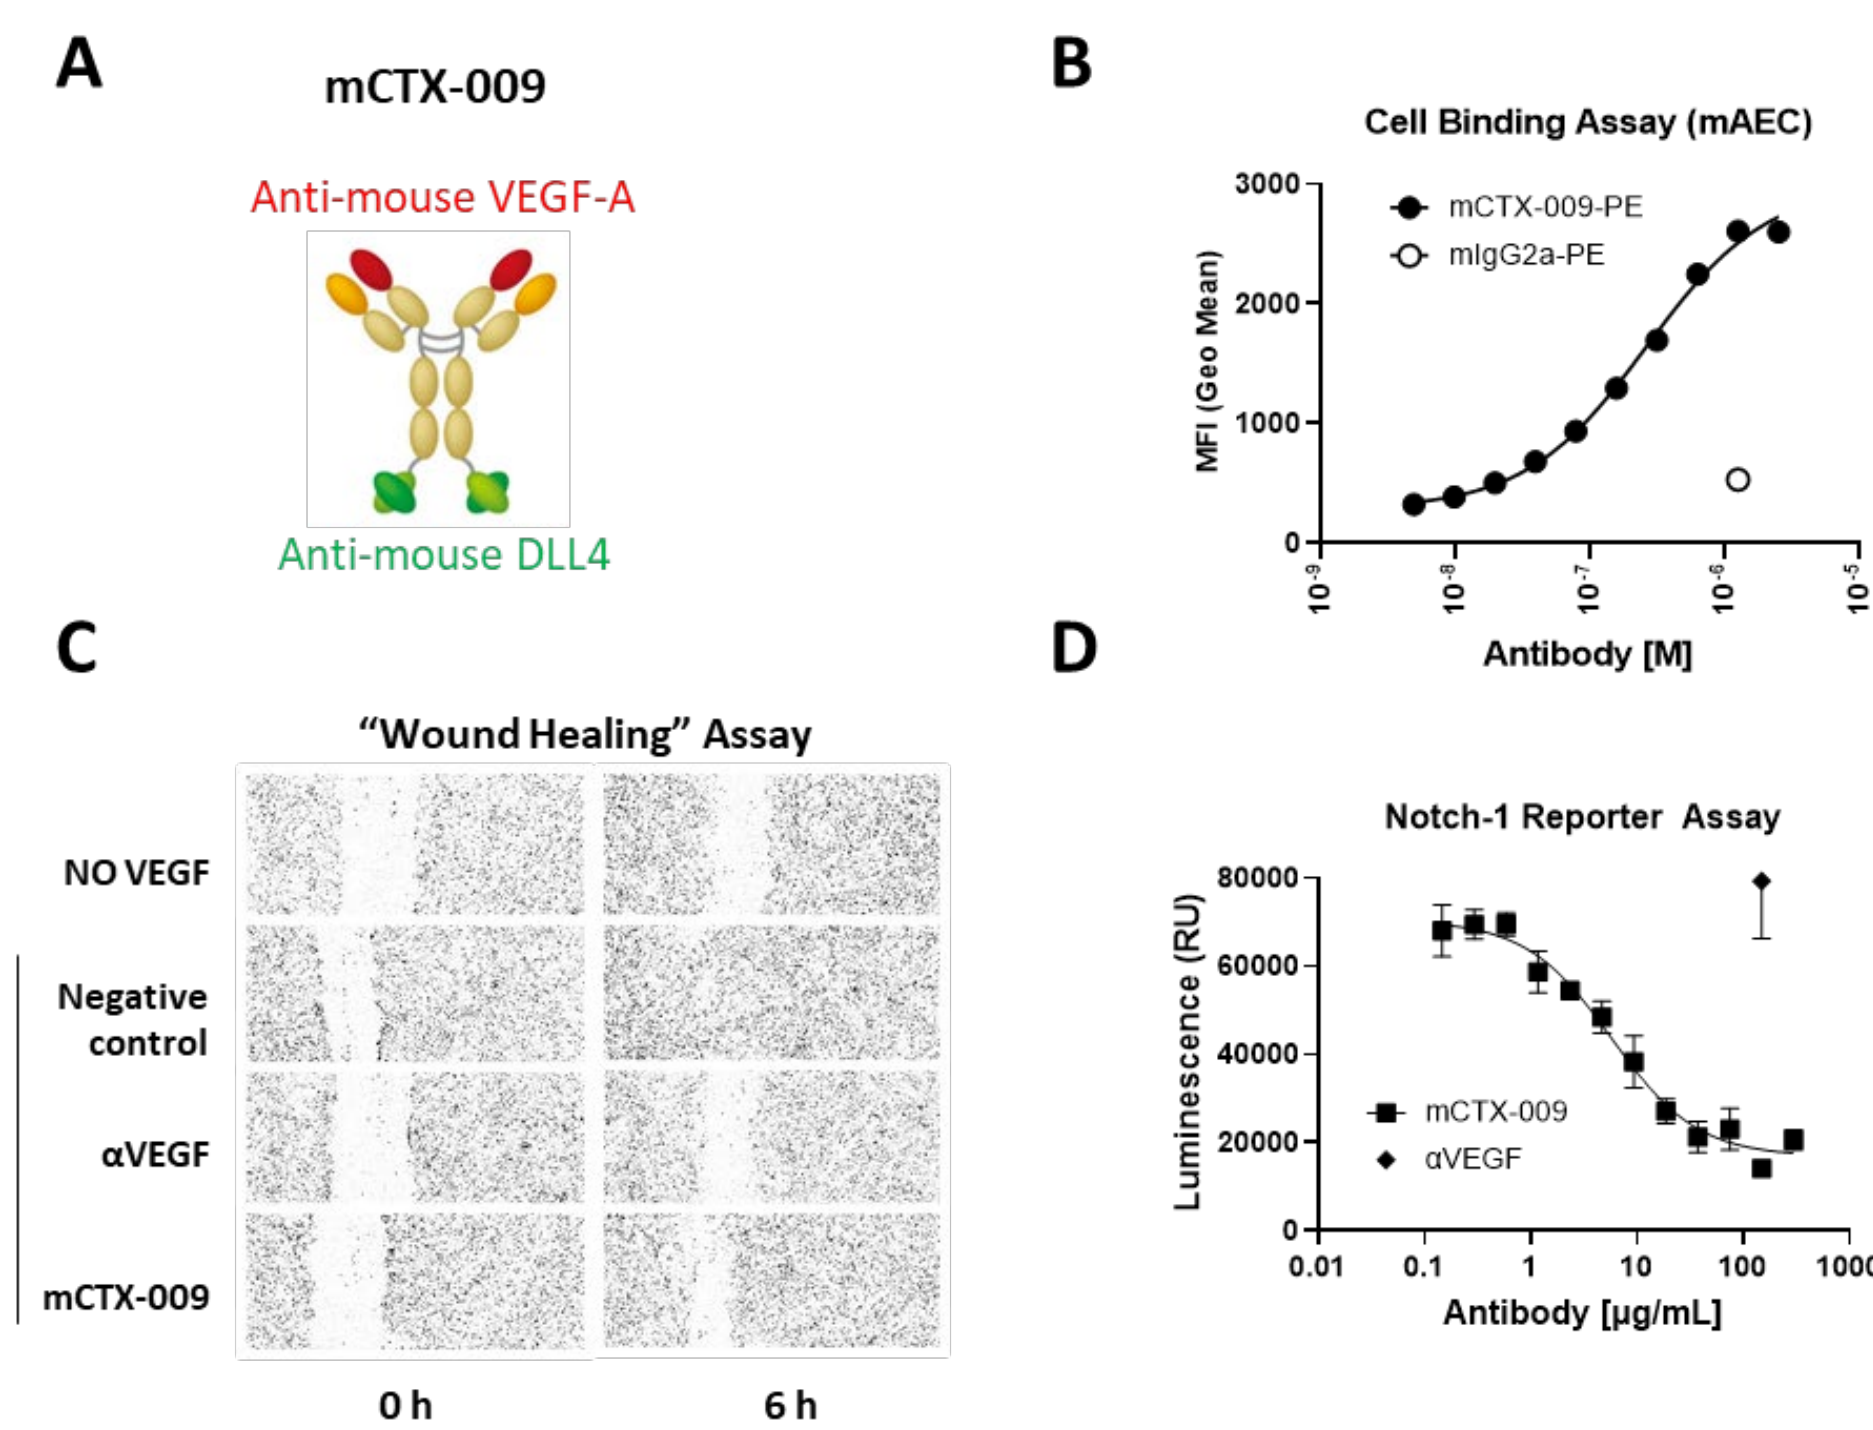 A
mCTX-009
Anti-mouse VEGF-A
Anti-mouse DLL4
B
Cell Binding Assay (mAEC)
3000
2000
1000
0
MFI (Geo Mean)
mCTX-009-PE
mIgG2a-PE
10-9
10-8
10-7
10-6
10-5
Antibody [M]
C
“Wound Healing” Assay
NO VEGF
Negative
control
αVEGF
mCTX-009
0 h
6 h
D
Notch-1 Reporter Assay
80000
60000
40000
20000
0
Luminescence (RU)
mCTX-009
αVEGF
0.01
0.1
1
10
100
1000
Antibody [µg/mL]